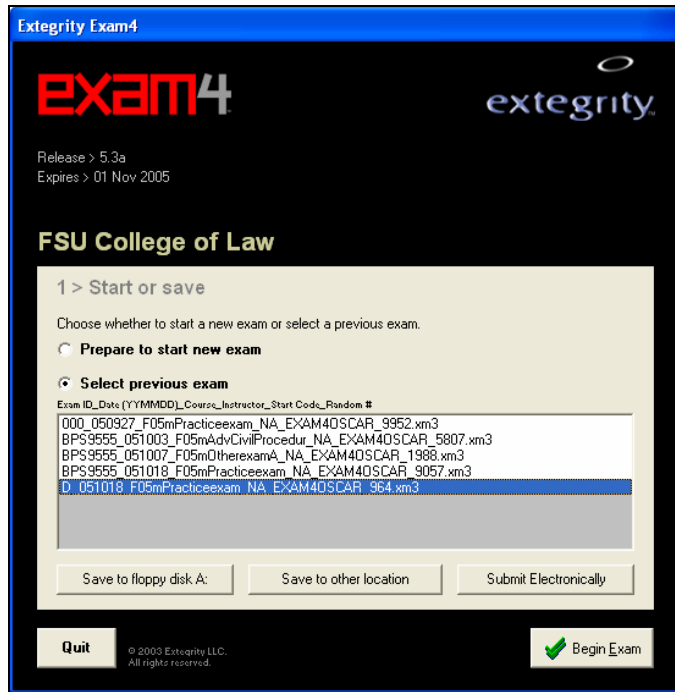 Extegrity Exam4
exam4
extegrity
Release > 5.3a
Expires > 01 Nov 2005
FSU College of Law
1 > Start or save
Choose whether to start a new exam or select a previous exam.
Prepare to start new exam
Select previous exam
Exam ID_Date (YYMMDD)_Course_Instructor_Start Code_Random #
000_050927_F05mPracticeexam_NA_EXAM4OSCAR_9952.xm3
BPS9555_051003_F05mAdvCivilProcedur_NA_EXAM4OSCAR_5807.xm3
BPS9555_051007_F05mOtherexamA_NA_EXAM4OSCAR_1988.xm3
BPS9555_051018_F05mPracticeexam_NA_EXAM4OSCAR_9057.xm3
D_051018_F05mPracticeexam_NA_EXAM4OSCAR_964.xm3
Save to floppy disk A: Save to other location Submit Electronically
Quit © 2003 Extegrity LLC. Begin Exam
All rights reserved.